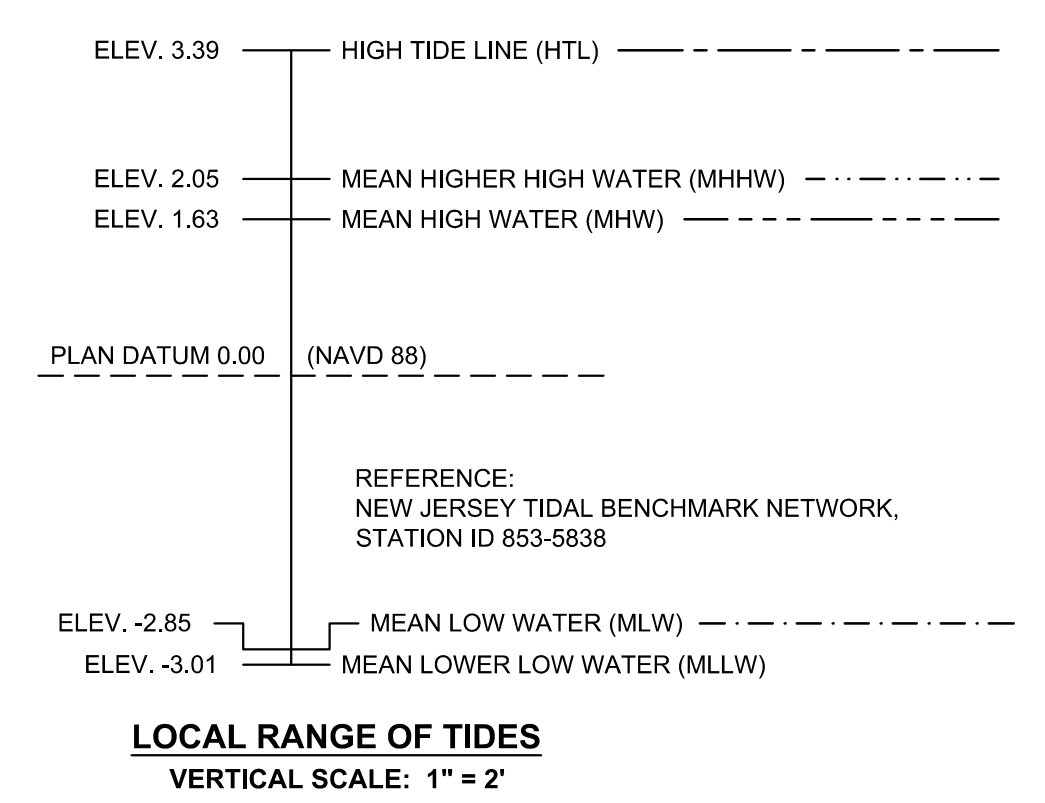 ELEV. 3.39 HIGH TIDE LINE (HTL)
ELEV. 2.05 MEAN HIGHER HIGH WATER (MHHW)
ELEV. 1.63 MEAN HIGH WATER (MHW)
PLAN DATUM 0.00 (NAVD 88)
REFERENCE:
NEW JERSEY TIDAL BENCHMARK NETWORK,
STATION ID 853-5838
ELEV. -2.85 MEAN LOW WATER (MLW)
ELEV. -3.01 MEAN LOWER LOW WATER (MLLW)
LOCAL RANGE OF TIDES
VERTICAL SCALE: 1" = 2'